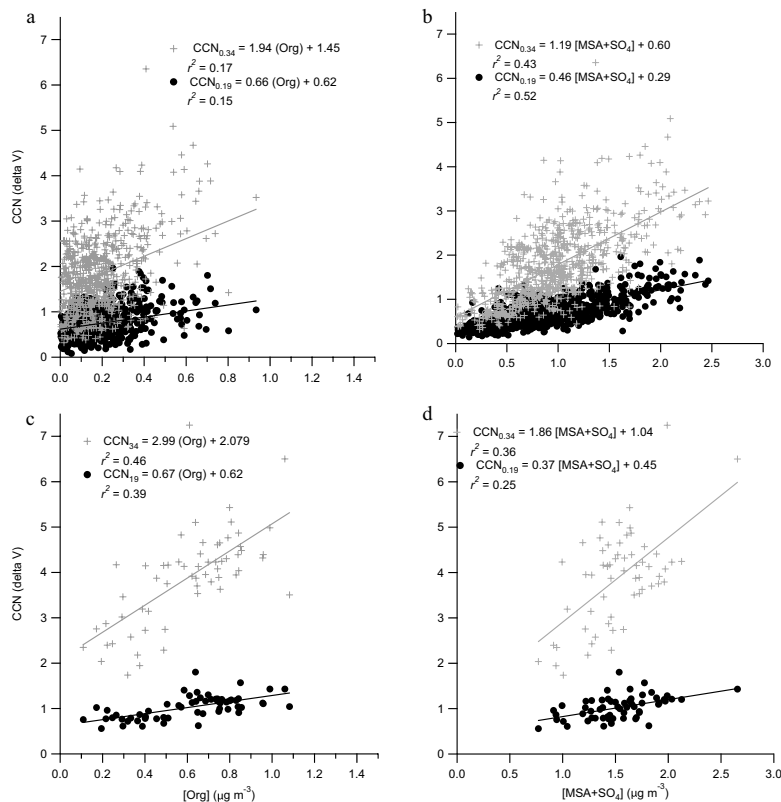 a
7
6
5
4
3
2
1
0
CCN (delta V)
CCN0.34 = 1.94 (Org) + 1.45
r2 = 0.17
CCN0.19 = 0.66 (Org) + 0.62
r2 = 0.15
0.0 0.2 0.4 0.6 0.8 1.0 1.2 1.4
b
7
6
5
4
3
2
1
0
CCN0.34 = 1.19 [MSA+SO4] + 0.60
r2 = 0.43
CCN0.19 = 0.46 [MSA+SO4] + 0.29
r2 = 0.52
0.0 0.5 1.0 1.5 2.0 2.5 3.0
c
7
6
5
4
3
2
1
0
CCN (delta V)
CCN34 = 2.99 (Org) + 2.079
r2 = 0.46
CCN19 = 0.67 (Org) + 0.62
r2 = 0.39
0.0 0.2 0.4 0.6 0.8 1.0 1.2 1.4
[Org] (µg m-3)
d
7
6
5
4
3
2
1
0
CCN0.34 = 1.86 [MSA+SO4] + 1.04
r2 = 0.36
CCN0.19 = 0.37 [MSA+SO4] + 0.45
r2 = 0.25
0.0 0.5 1.0 1.5 2.0 2.5 3.0
[MSA+SO4] (µg m-3)